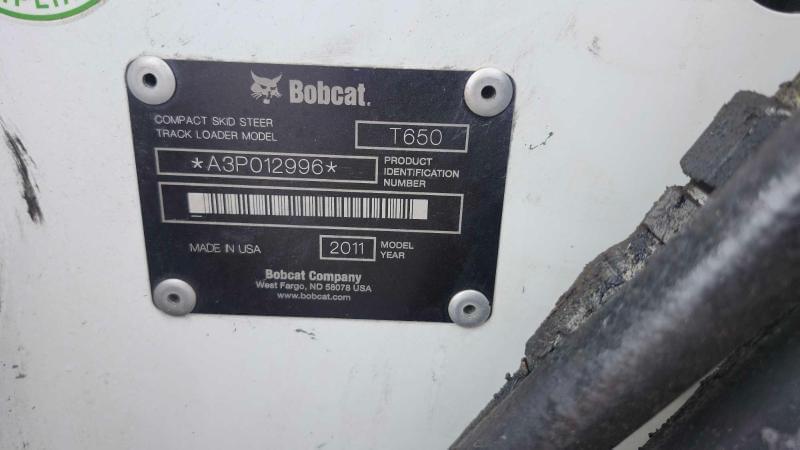 Bobcat.
COMPACT SKID STEER
TRACK LOADER MODEL
T650
*A3P012996*
PRODUCT
IDENTIFICATION
NUMBER
MADE IN USA
2011
MODEL
YEAR
Bobcat Company
West Fargo, ND 58078 USA
www.bobcat.com